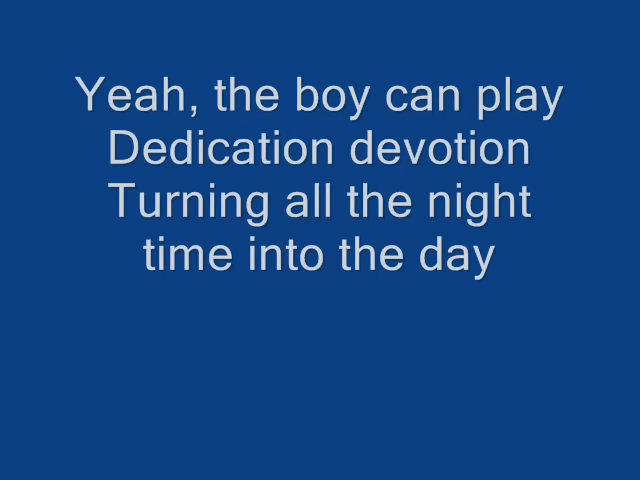 Yeah, the boy can play
Dedication devotion
Turning all the night
time into the day